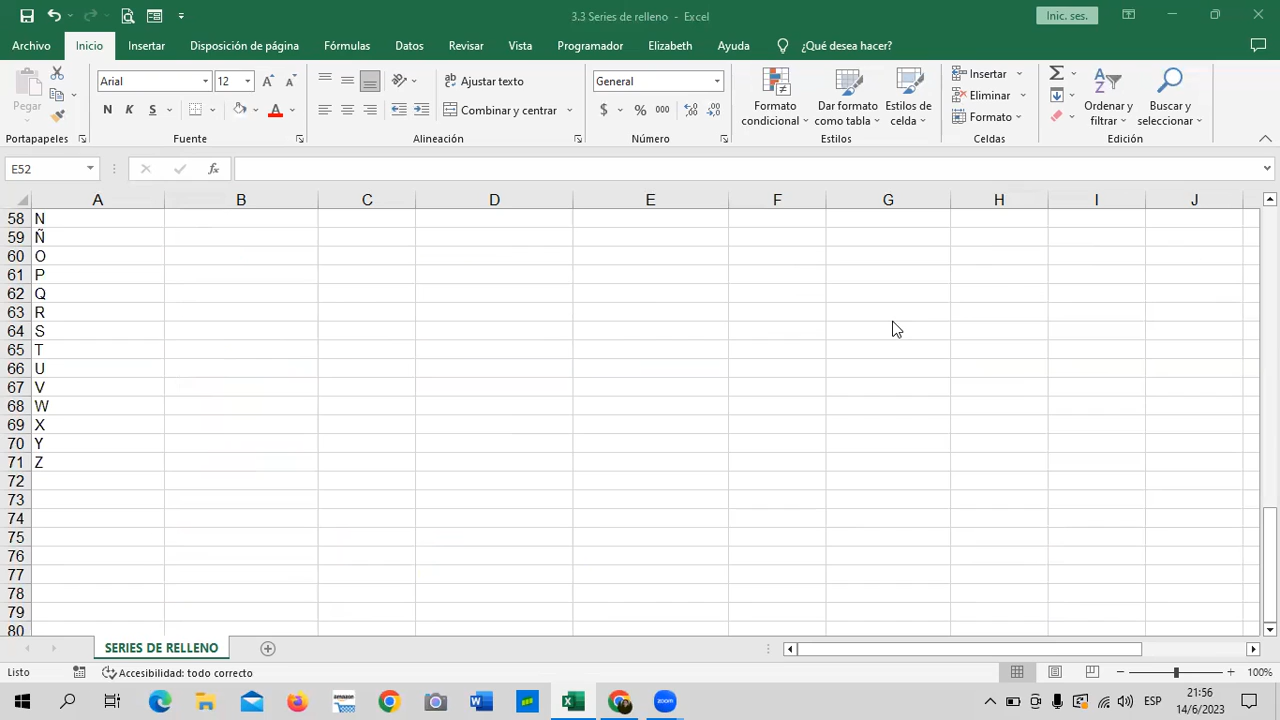 3.3 Series de relleno - Excel
Inic. ses.
Archivo Inicio Insertar Disposición de página Fórmulas Datos Revisar Vista Programador Elizabeth Ayuda ¿Qué desea hacer?
Pegar
Arial 12
N K S
Ajustar texto
Combinar y centrar
General
$ % 000
Formato condicional
Dar formato como tabla
Estilos de celda
Insertar
Eliminar
Formato
Ordenar y filtrar
Buscar y seleccionar
Portapapeles Fuente Alineación Número Estilos Celdas Edición
E52 fx
A B C D E F G H I J
58 N
59 Ñ
60 O
61 P
62 Q
63 R
64 S
65 T
66 U
67 V
68 W
69 X
70 Y
71 Z
72
73
74
75
76
77
78
79
80
SERIES DE RELLENO
Listo Accesibilidad: todo correcto 100%
zoom ESP 21:56
14/6/2023